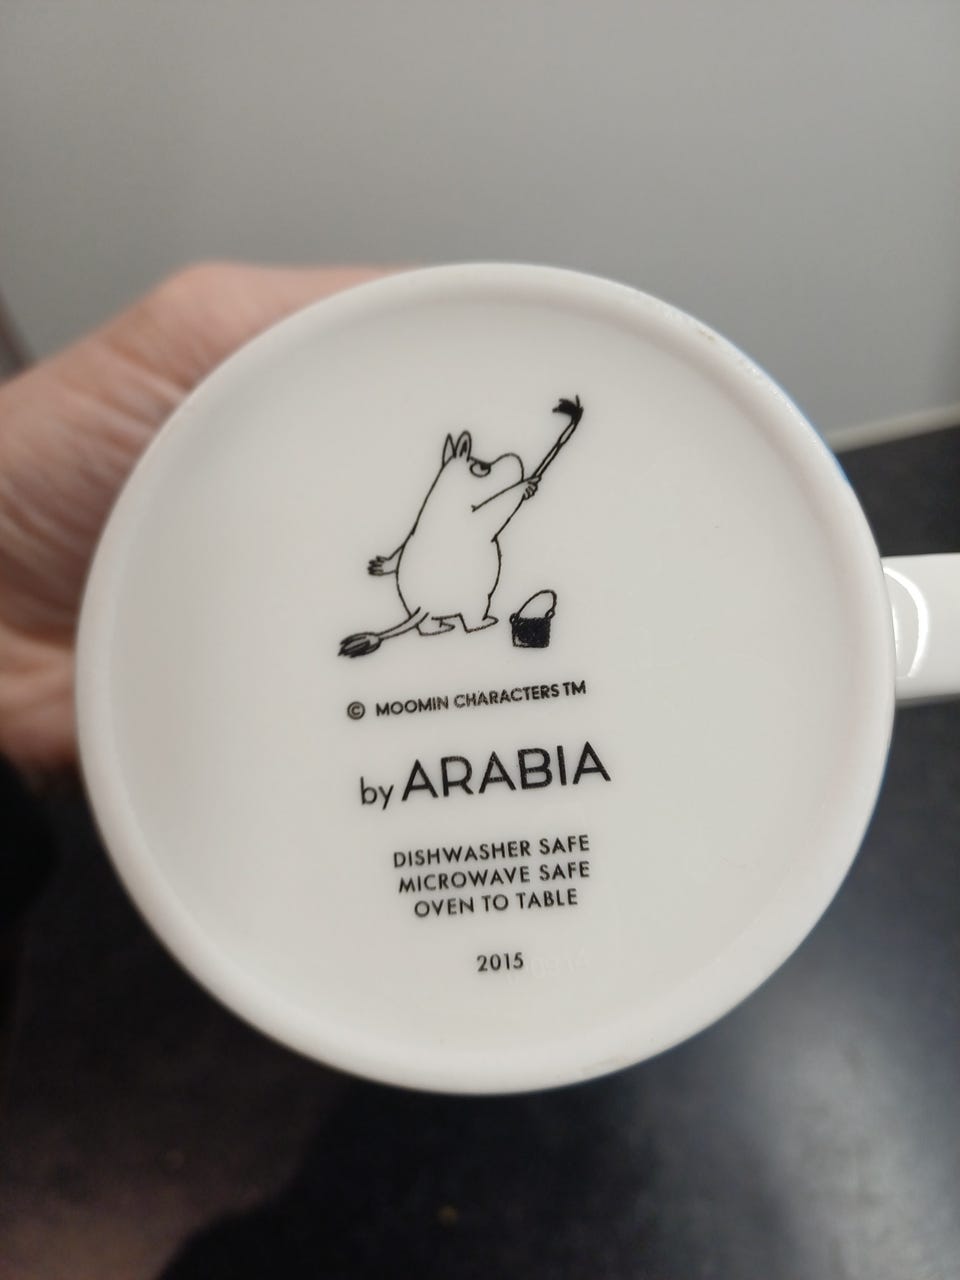 © MOOMIN CHARACTERS TM
by ARABIA
DISHWASHER SAFE
MICROWAVE SAFE
OVEN TO TABLE
2015